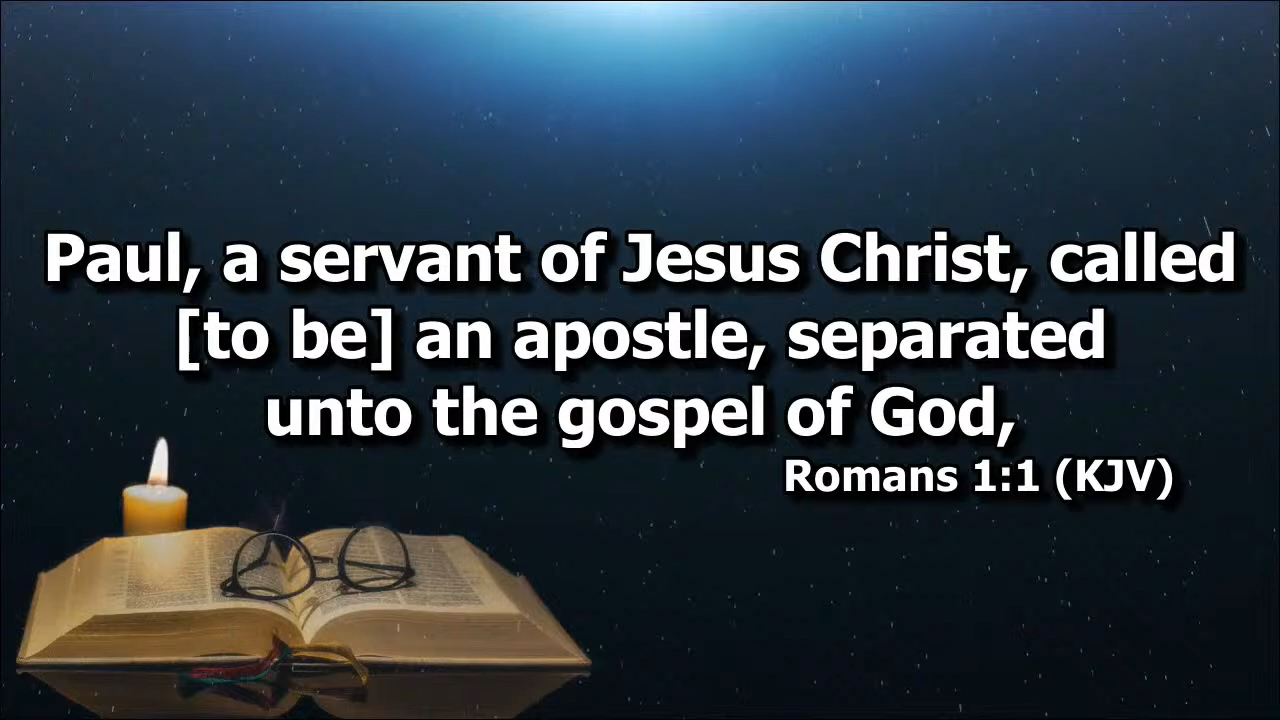 Paul, a servant of Jesus Christ, called
[to be] an apostle, separated
unto the gospel of God,
Romans 1:1 (KJV)